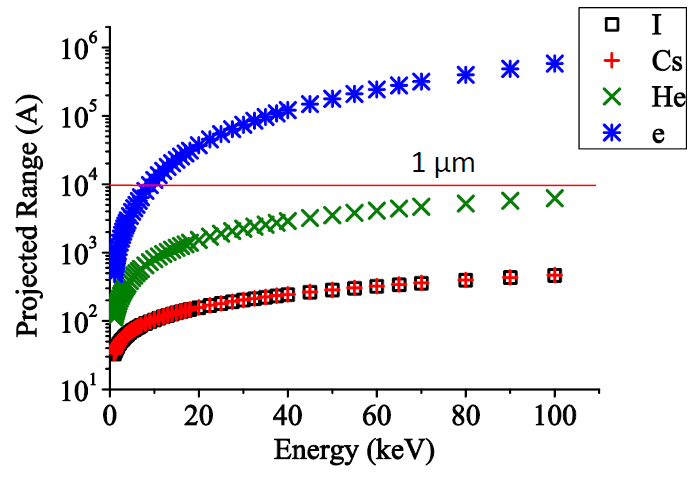 I
Cs
He
e
10⁶
10⁵
10⁴
10³
10²
10¹
Projected Range (A)
1 μm
0 20 40 60 80 100
Energy (keV)